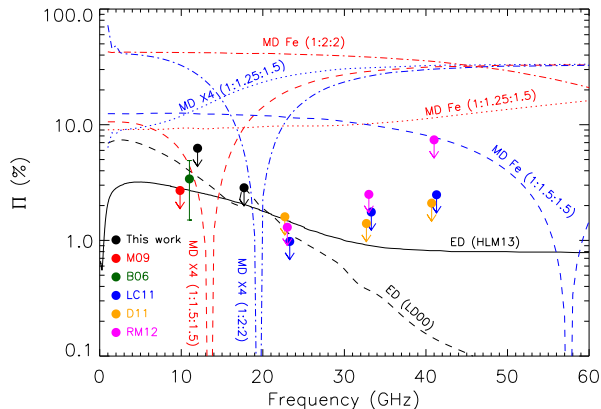 100.0
10.0
1.0
0.1
Π (%)
MD Fe (1:2:2)
MD X4 (1:1.25:1.5)
MD Fe (1:1.25:1.5)
MD Fe (1:1.5:1.5)
ED (HLM13)
ED (LD00)
MD X4 (1:1.5:1.5)
MD X4 (1:2:2)
This work
M09
B06
LC11
D11
RM12
0 10 20 30 40 50 60
Frequency (GHz)